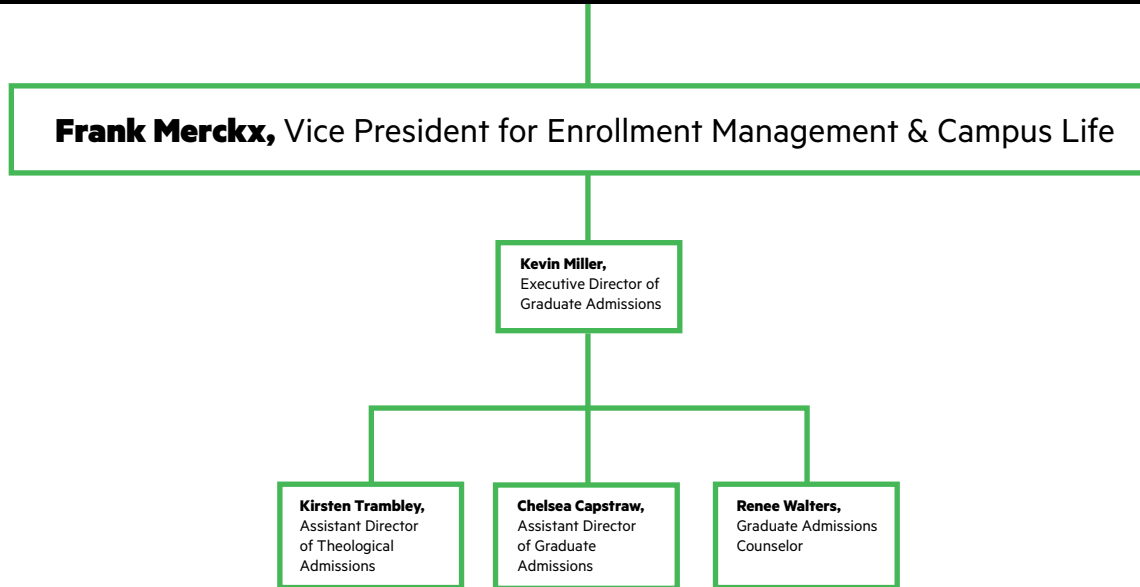 Frank Merckx, Vice President for Enrollment Management & Campus Life
Kevin Miller,
Executive Director of
Graduate Admissions
Kirsten Trambley,
Assistant Director
of Theological
Admissions
Chelsea Capstraw,
Assistant Director
of Graduate
Admissions
Renee Walters,
Graduate Admissions
Counselor